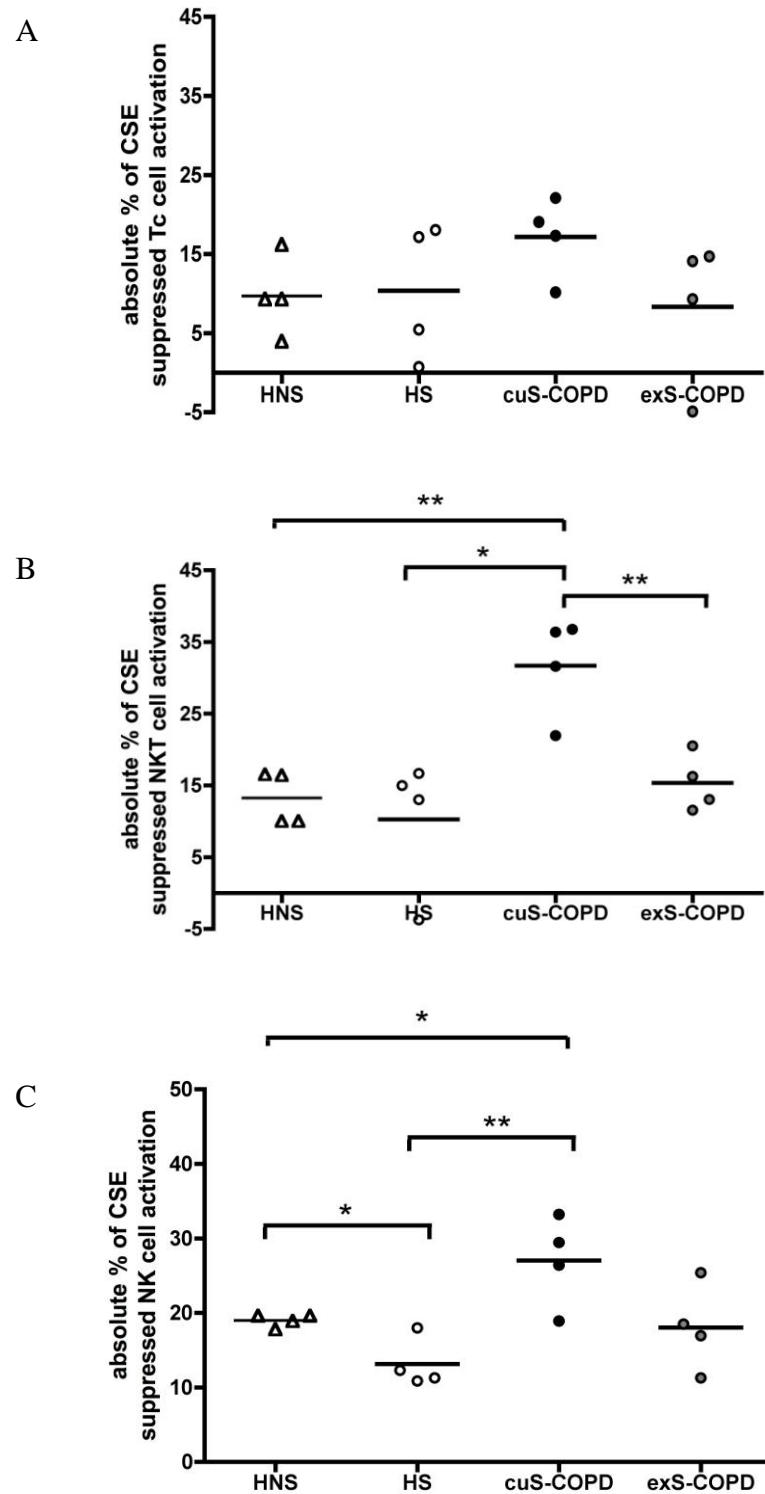 A
absolute % of CSE
suppressed Tc cell activation
45
35
25
15
5
-5
HNS HS cuS-COPD exS-COPD
B
absolute % of CSE
suppressed NKT cell activation
**
*
**
45
35
25
15
5
-5
HNS HS cuS-COPD exS-COPD
C
absolute % of CSE
suppressed NK cell activation
*
**
*
50
40
30
20
10
0
HNS HS cuS-COPD exS-COPD